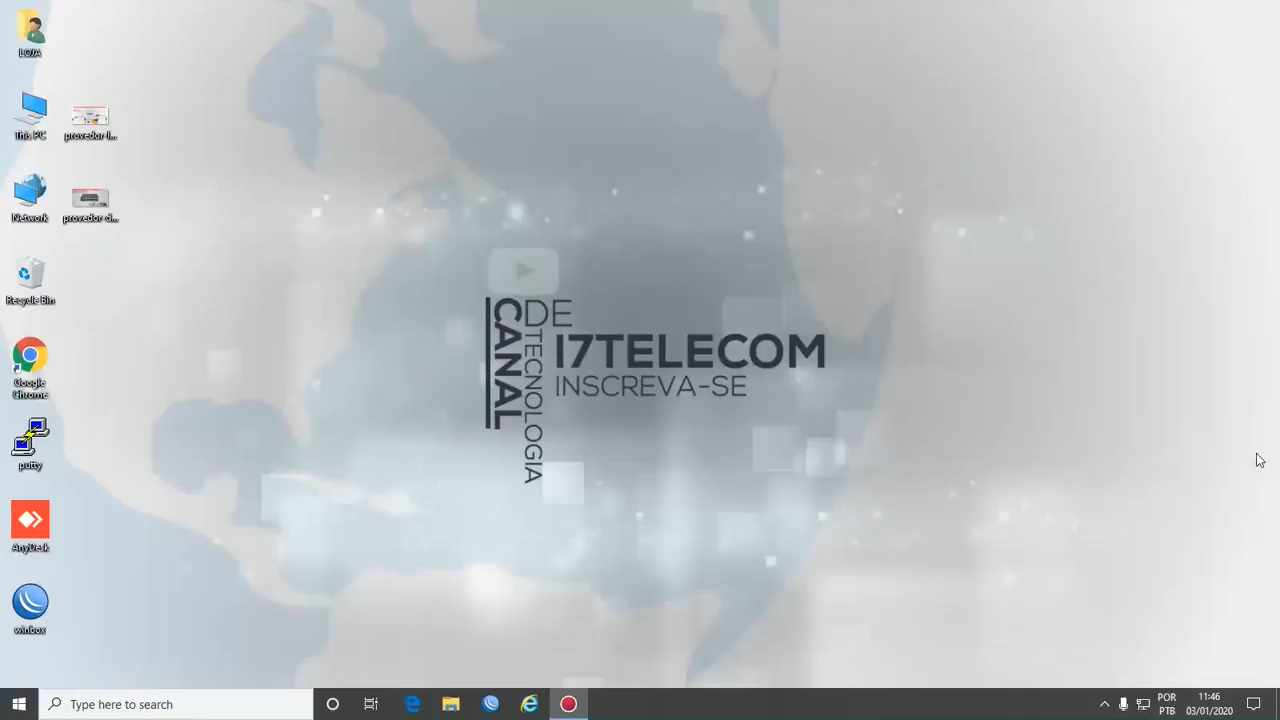 LOJA
This PC
provedor l...
Network
provedor d...
Recycle Bin
Google
Chrome
putty
AnyDesk
winbox
CANAL
DE
TECNOLOGIA
I7TELECOM
INSCREVA-SE
Type here to search
POR
PTB
11:46
03/01/2020